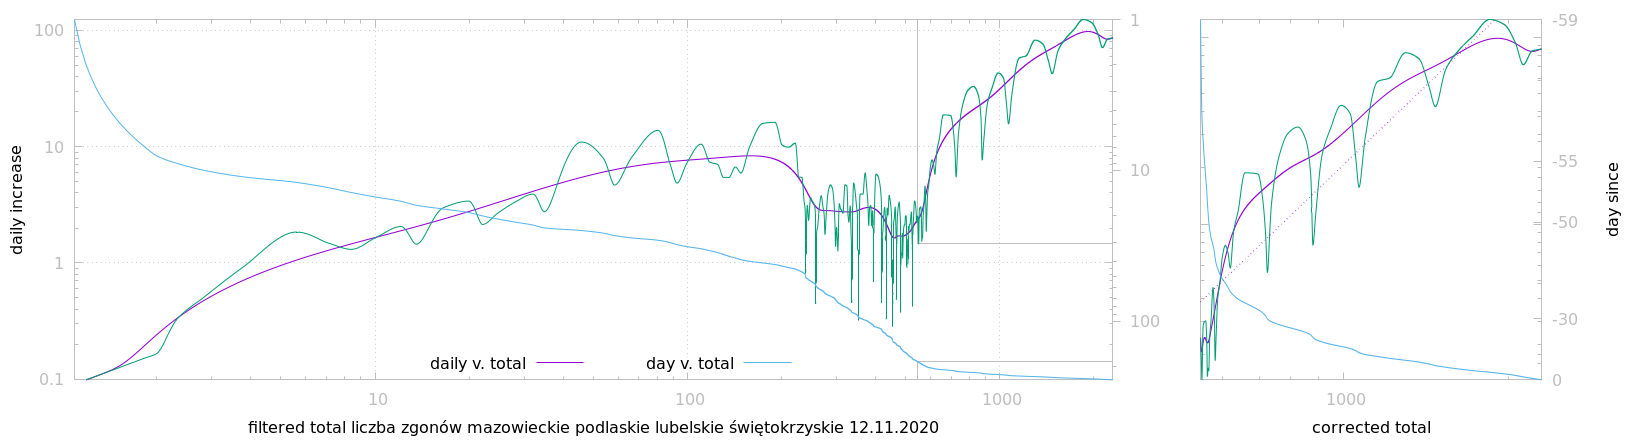 100
10
1
0.1
daily increase
10
100
1000
1
10
100
daily v. total
day v. total
filtered total liczba zgonów mazowieckie podlaskie lubelskie świętokrzyskie 12.11.2020
-59
-55
-50
-30
0
day since
1000
corrected total